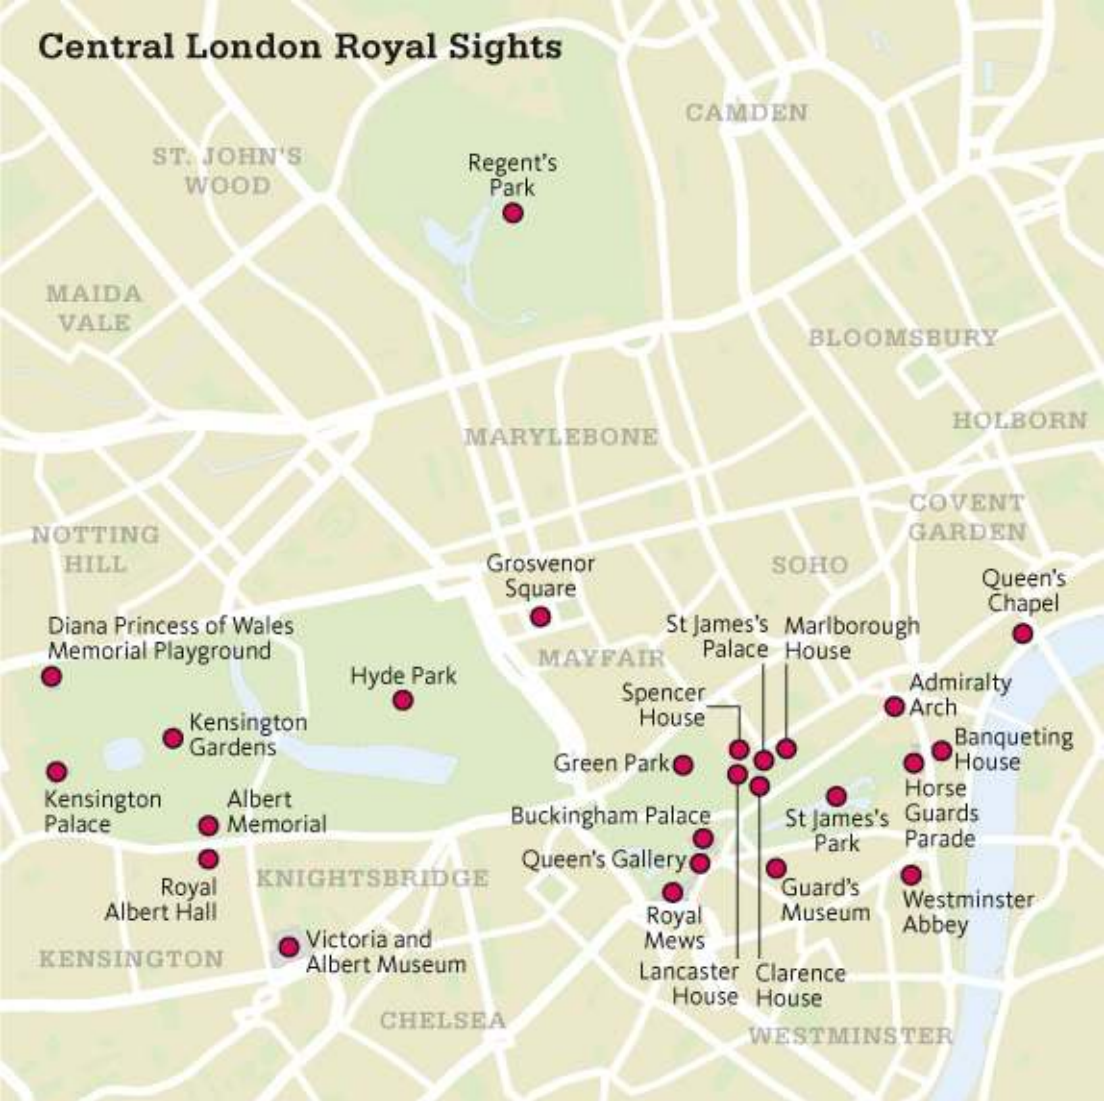 Central London Royal Sights
CAMDEN
ST. JOHN'S
WOOD
Regent's
Park
MAIDA
VALE
BLOOMSBURY
HOLBORN
MARYLEBONE
COVENT
GARDEN
NOTTING
HILL
SOHO
Grosvenor
Square
Queen's
Chapel
Diana Princess of Wales
Memorial Playground
St James's
Palace
Marlborough
House
MAYFAIR
Hyde Park
Spencer
House
Admiralty
Arch
Kensington
Gardens
Banqueting
House
Green Park
Horse
Guards
Parade
Kensington
Palace
Albert
Memorial
Buckingham Palace
St James's
Park
Queen's Gallery
KNIGHTSBRIDGE
Royal
Albert Hall
Guard's
Museum
Westminster
Abbey
Royal
Mews
Victoria and
Albert Museum
KENSINGTON
Lancaster
House
Clarence
House
CHELSEA
WESTMINSTER